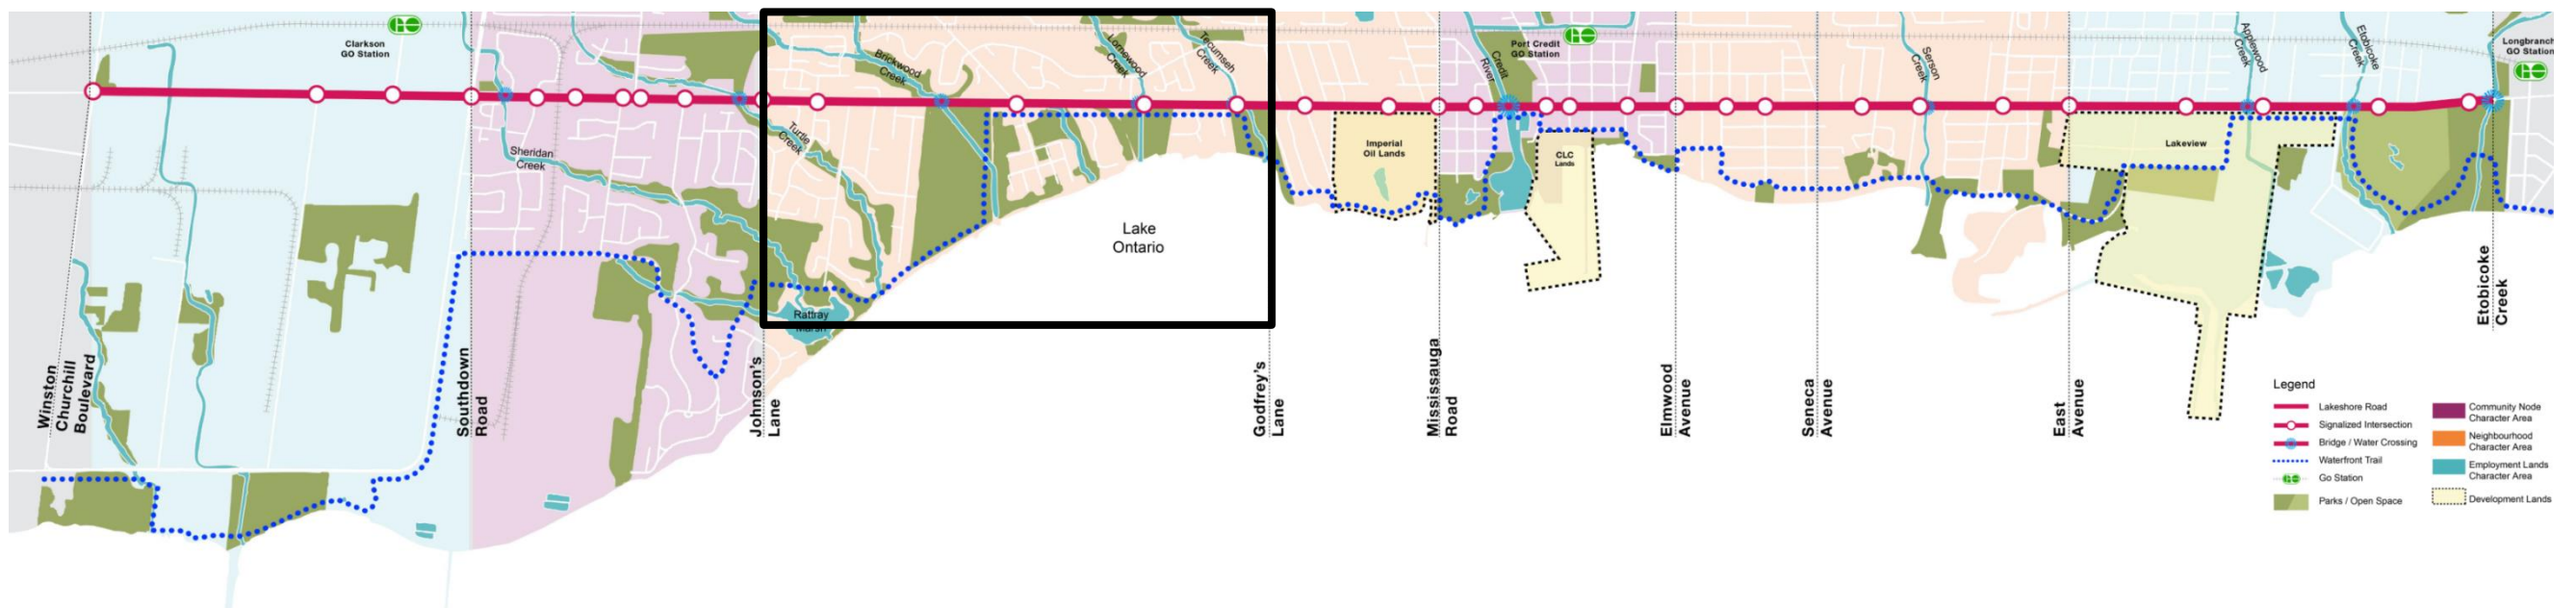 Clarkson
GO Station
Brickwood
Creek
Lornewood
Creek
Tecumseh
Creek
Credit
River
Port Credit
GO Station
Serson
Creek
Applewood
Creek
Etobicoke
Creek
Longbranch
GO Station
Sheridan
Creek
Turtle
Creek
Imperial
Oil Lands
CLC
Lands
Lakeview
Lake
Ontario
Rattray
Marsh
Winston
Churchill
Boulevard
Southdown
Road
Johnson's
Lane
Godfrey's
Lane
Mississauga
Road
Elmwood
Avenue
Seneca
Avenue
East
Avenue
Etobicoke
Creek
Legend
Lakeshore Road
Signalized Intersection
Bridge / Water Crossing
Waterfront Trail
Go Station
Parks / Open Space
Community Node
Character Area
Neighbourhood
Character Area
Employment Lands
Character Area
Development Lands